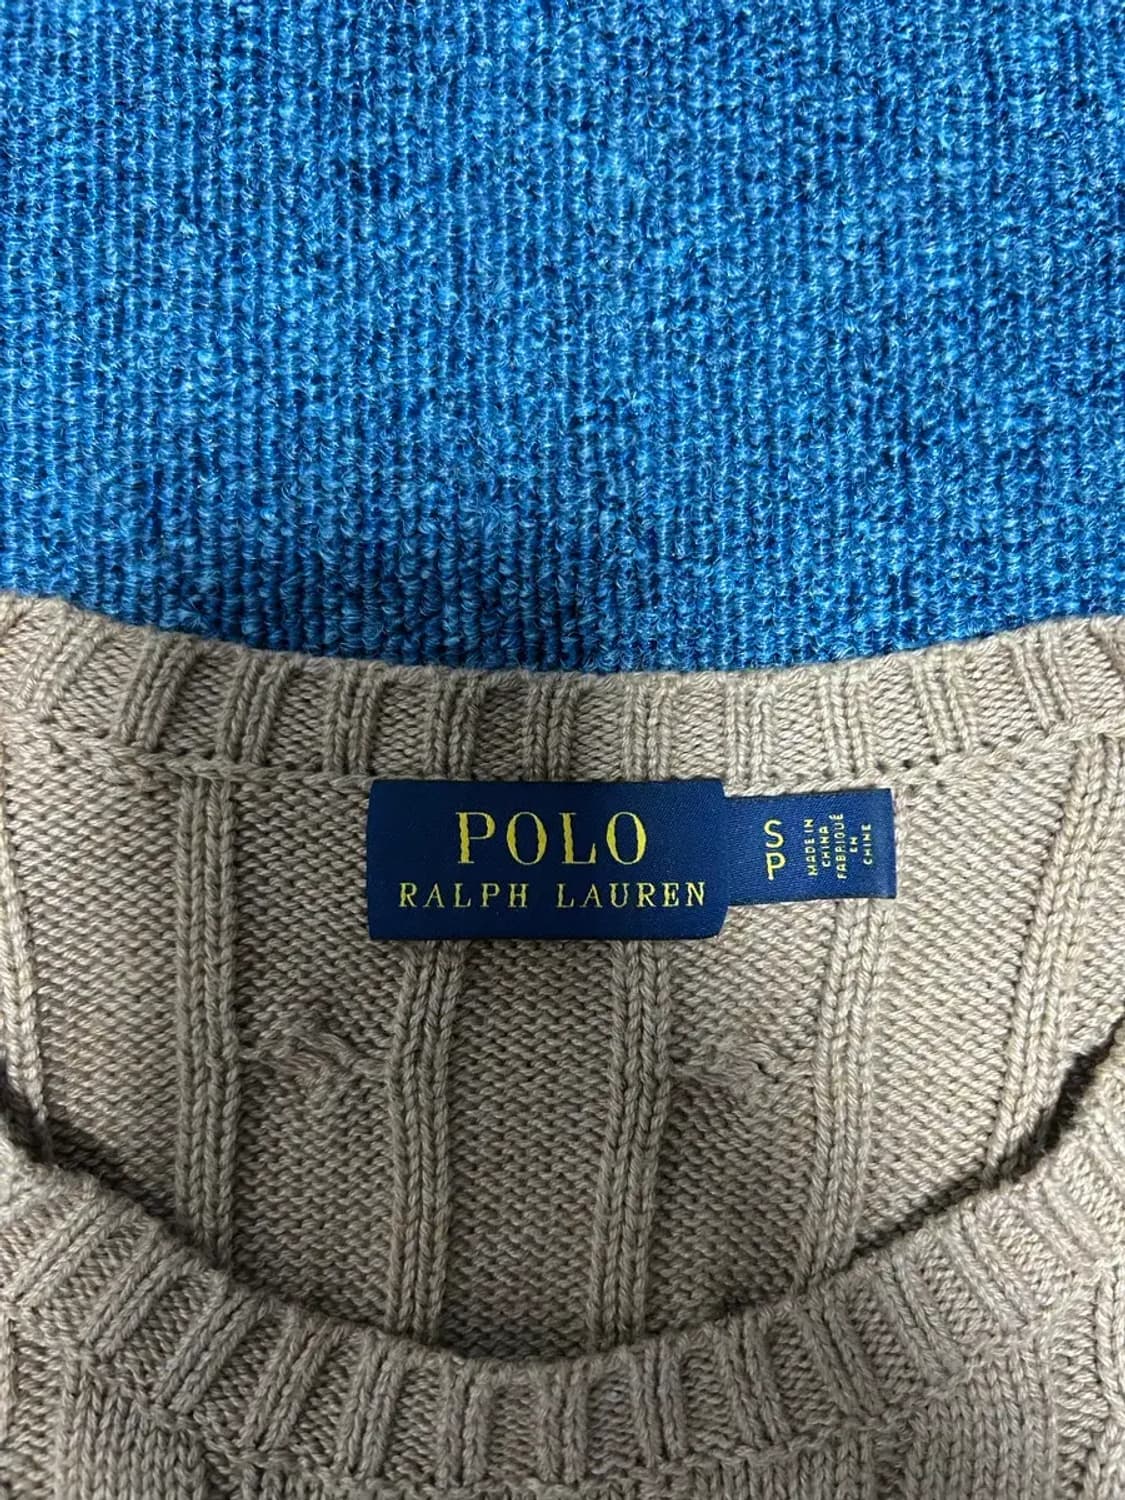 POLO
RALPH LAUREN
S
P
MADE IN
CHINA
FABRIQUÉ
EN
CHINE